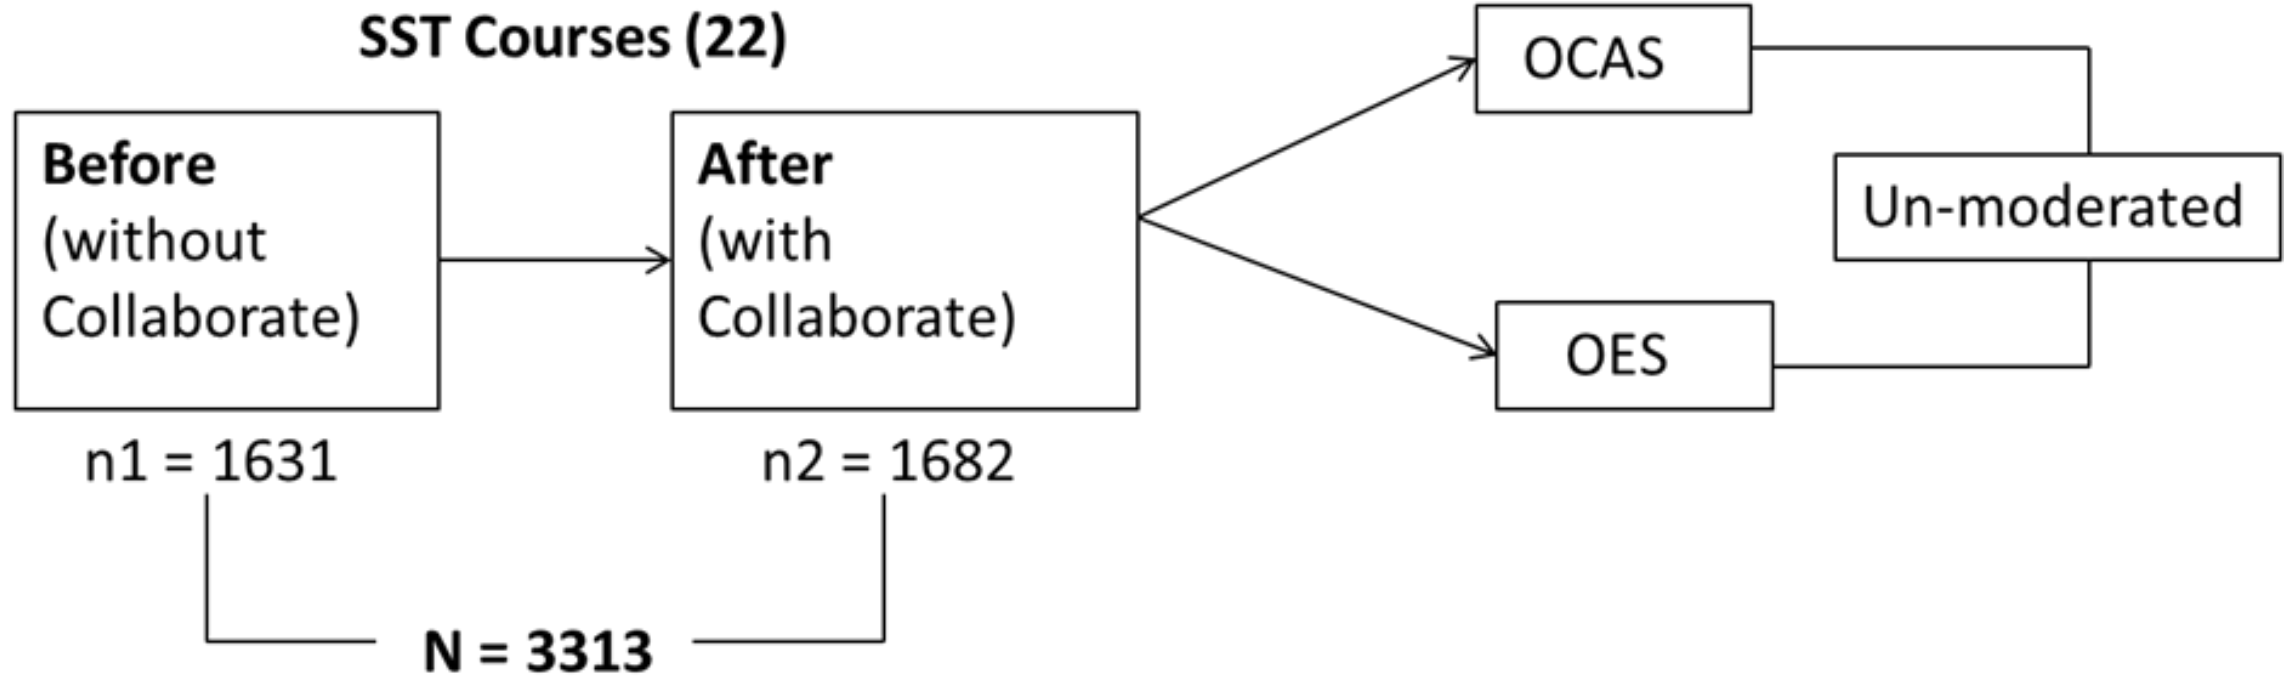 SST Courses (22)
Before
(without
Collaborate)
n1 = 1631
After
(with
Collaborate)
n2 = 1682
N = 3313
OCAS
Un-moderated
OES